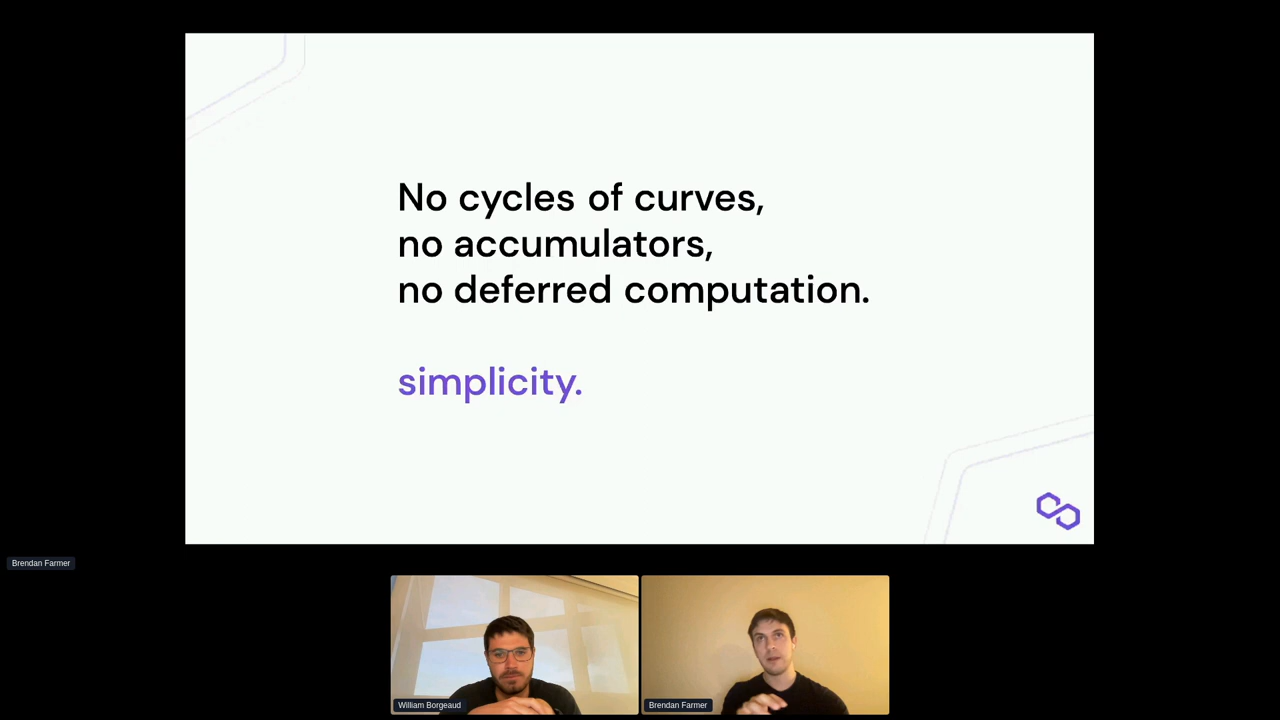 No cycles of curves,
no accumulators,
no deferred computation.
simplicity.
Brendan Farmer
William Borgeaud
Brendan Farmer